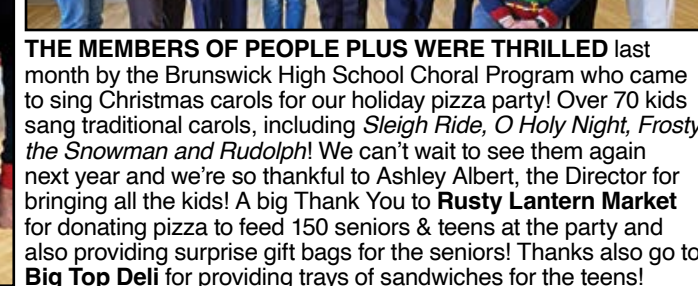 THE MEMBERS OF PEOPLE PLUS WERE THRILLED last
month by the Brunswick High School Choral Program who came
to sing Christmas carols for our holiday pizza party! Over 70 kids
sang traditional carols, including Sleigh Ride, O Holy Night, Frosty
the Snowman and Rudolph! We can't wait to see them again
next year and we're so thankful to Ashley Albert, the Director for
bringing all the kids! A big Thank You to Rusty Lantern Market
for donating pizza to feed 150 seniors & teens at the party and
also providing surprise gift bags for the seniors! Thanks also go to
Big Top Deli for providing trays of sandwiches for the teens!